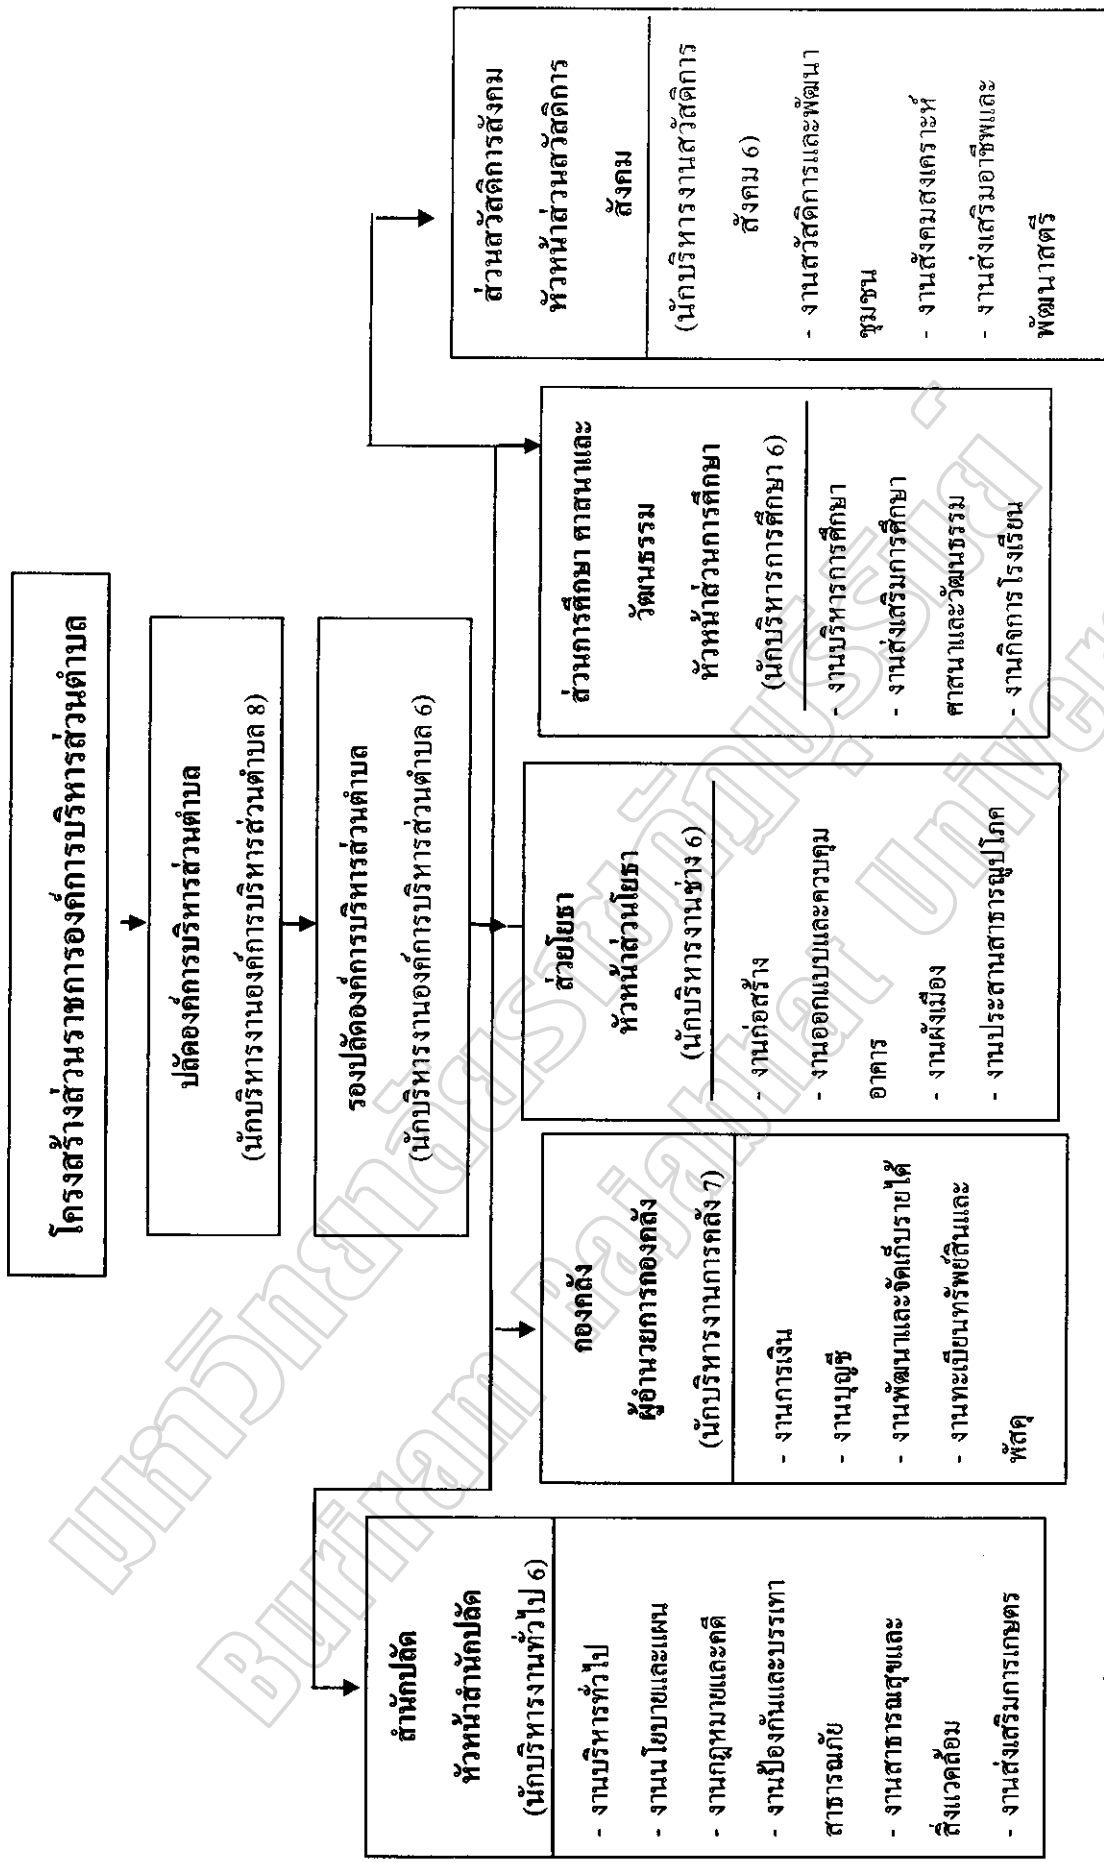 โครงสร้างส่วนราชการองค์การบริหารส่วนตำบล
ปลัดองค์การบริหารส่วนตำบล
(นักบริหารงานองค์การบริหารส่วนตำบล 8)
รองปลัดองค์การบริหารส่วนตำบล
(นักบริหารงานองค์การบริหารส่วนตำบล 6)
สำนักปลัด
หัวหน้าสำนักปลัด
(นักบริหารงานทั่วไป 6)
- งานบริหารทั่วไป
- งานนโยบายและแผน
- งานกฎหมายและคดี
- งานป้องกันและบรรเทา
สาธารณภัย
- งานสาธารณสุขและ
สิ่งแวดล้อม
- งานส่งเสริมการเกษตร
กองคลัง
ผู้อำนวยการกองคลัง
(นักบริหารงานการคลัง 7)
- งานการเงิน
- งานบุญชี
- งานพัฒนาและจัดเก็บรายได้
- งานทะเบียนทรัพย์สินและ
พัสดุ
ส่วยโยธา
หัวหน้าส่วนโยธา
(นักบริหารงานช่าง 6)
- งานก่อสร้าง
- งานออกแบบและควบคุม
อาคาร
- งานผังเมือง
- งานประสานสาธารณูปโภค
ส่วนการศึกษา ศาสนาและ
วัฒนธรรม
หัวหน้าส่วนการศึกษา
(นักบริหารการศึกษา 6)
- งานบริหารการศึกษา
- งานส่งเสริมการศึกษา
ศาสนาและวัฒนธรรม
- งานกิจการโรงเรียน
ส่วนสวัสดิการสังคม
หัวหน้าส่วนสวัสดิการ
สังคม
(นักบริหารงานสวัสดิการ
สังคม 6)
- งานสวัสดิการและพัฒนา
ชุมชน
- งานสังคมสงเคราะห์
- งานส่งเสริมอาชีพและ
พัฒนาสตรี
มหาวิทยาลัยราชภัฏบุรีรัมย์
Buriram Rajabhat Univer